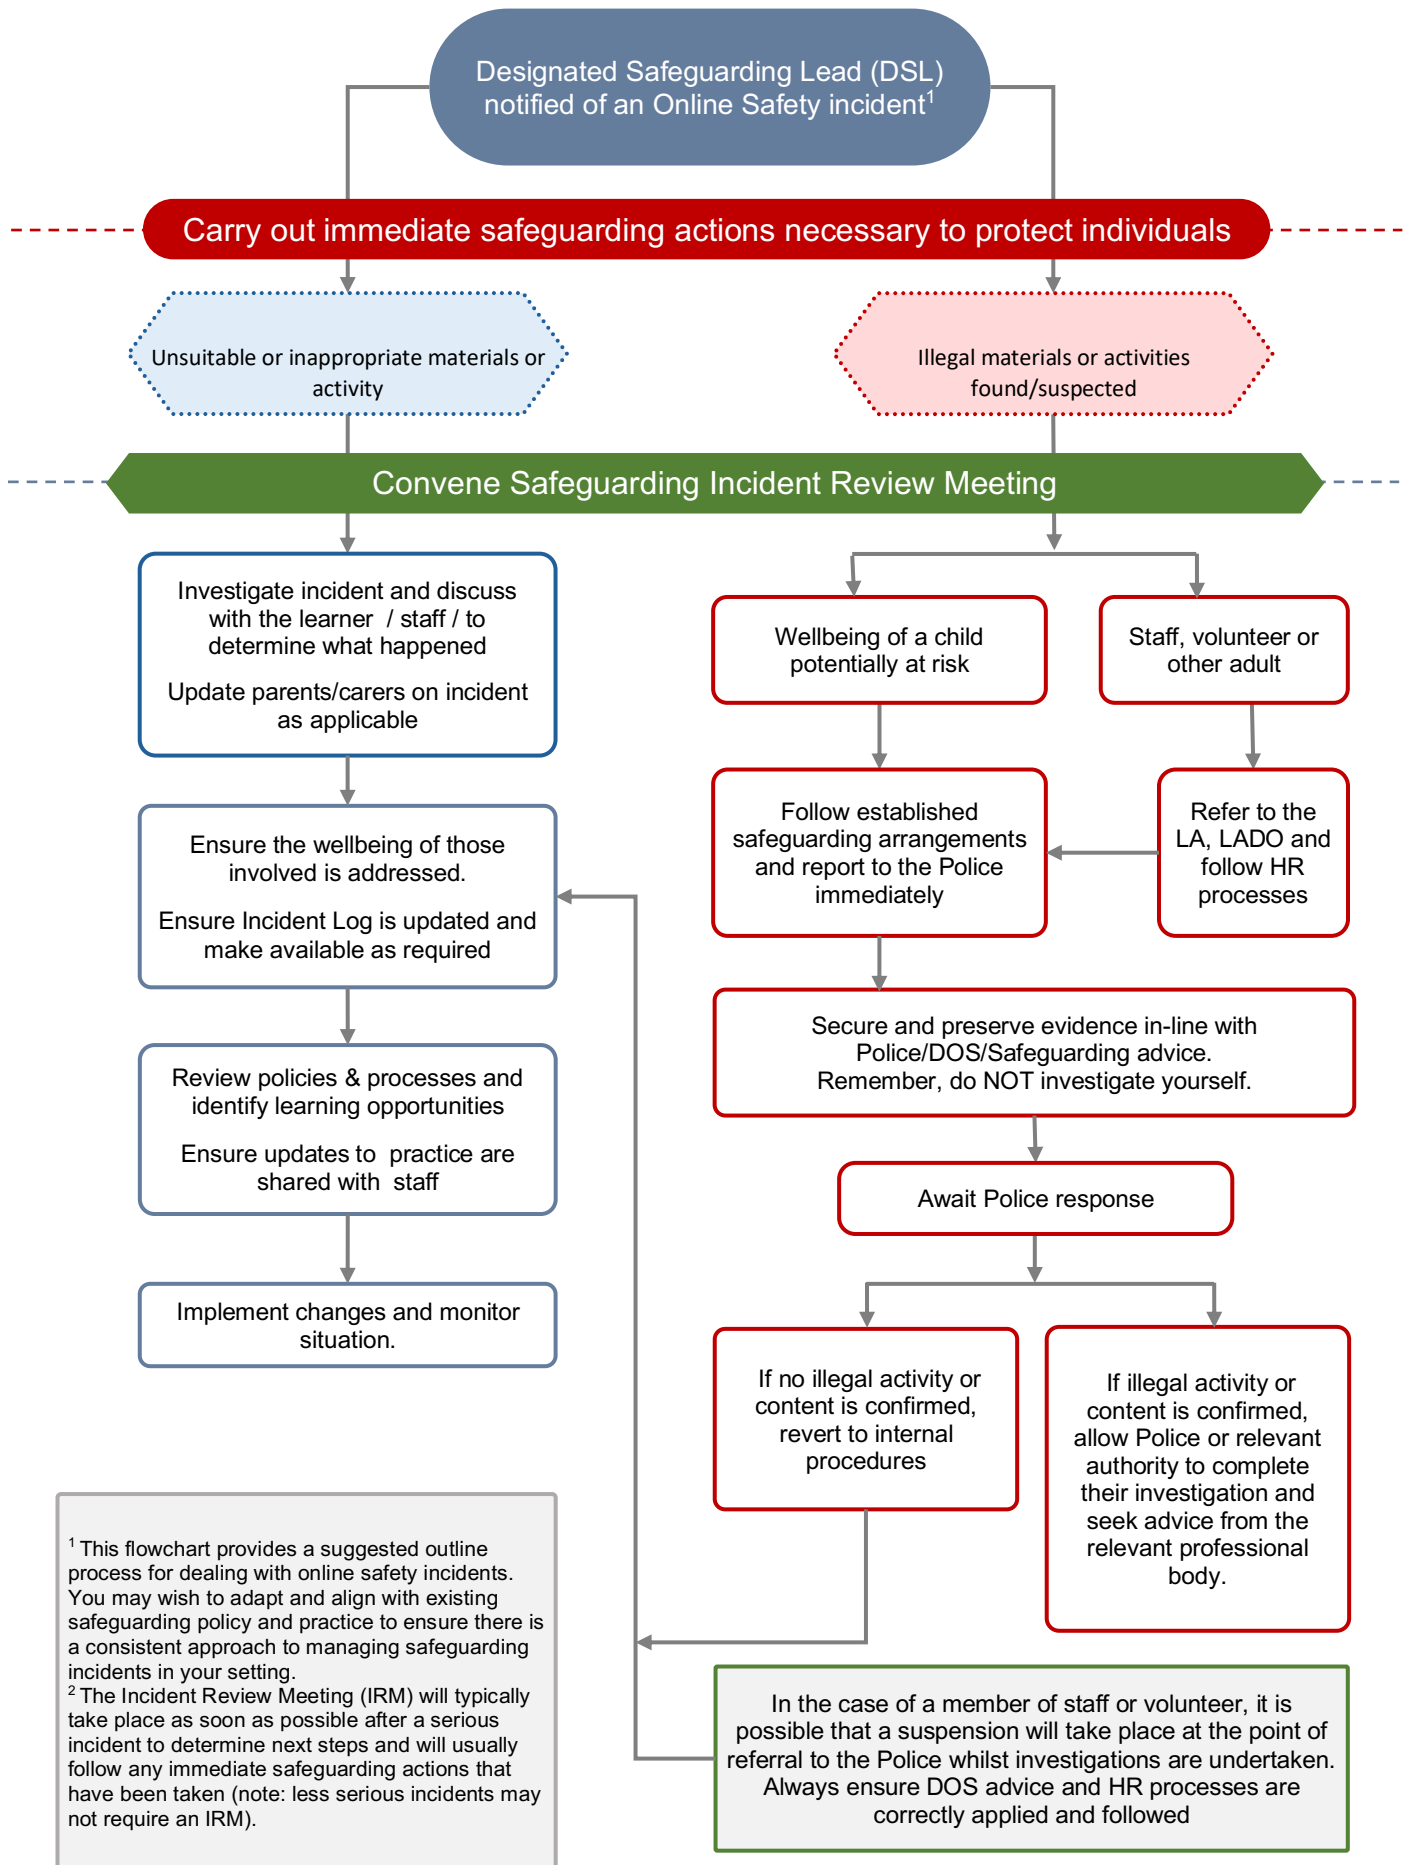 Designated Safeguarding Lead (DSL)
notified of an Online Safety incident1
Carry out immediate safeguarding actions necessary to protect individuals
Unsuitable or inappropriate materials or
activity
Illegal materials or activities
found/suspected
Convene Safeguarding Incident Review Meeting
Investigate incident and discuss
with the learner / staff / to
determine what happened
Update parents/carers on incident
as applicable
Ensure the wellbeing of those
involved is addressed.
Ensure Incident Log is updated and
make available as required
Review policies & processes and
identify learning opportunities
Ensure updates to practice are
shared with staff
Implement changes and monitor
situation.
Wellbeing of a child
potentially at risk
Staff, volunteer or
other adult
Follow established
safeguarding arrangements
and report to the Police
immediately
Refer to the
LA, LADO and
follow HR
processes
Secure and preserve evidence in-line with
Police/DOS/Safeguarding advice.
Remember, do NOT investigate yourself.
Await Police response
If no illegal activity or
content is confirmed,
revert to internal
procedures
If illegal activity or
content is confirmed,
allow Police or relevant
authority to complete
their investigation and
seek advice from the
relevant professional
body.
1 This flowchart provides a suggested outline
process for dealing with online safety incidents.
You may wish to adapt and align with existing
safeguarding policy and practice to ensure there is
a consistent approach to managing safeguarding
incidents in your setting.
2 The Incident Review Meeting (IRM) will typically
take place as soon as possible after a serious
incident to determine next steps and will usually
follow any immediate safeguarding actions that
have been taken (note: less serious incidents may
not require an IRM).
In the case of a member of staff or volunteer, it is
possible that a suspension will take place at the point of
referral to the Police whilst investigations are undertaken.
Always ensure DOS advice and HR processes are
correctly applied and followed